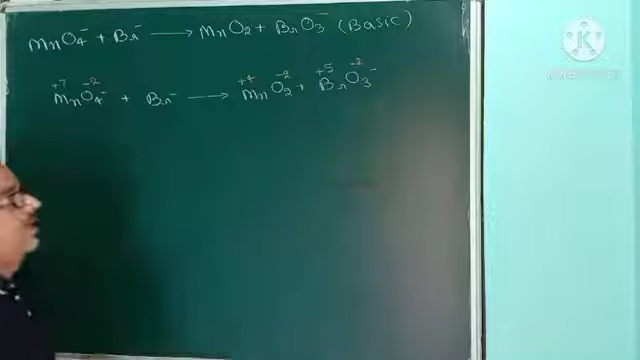 MnO4⁻ + Br⁻ ⟶ MnO2 + BrO3⁻ (Basic)
+7 -2 +4 -2 +5 -2
MnO4⁻ + Br⁻ ⟶ MnO2 + BrO3⁻
K